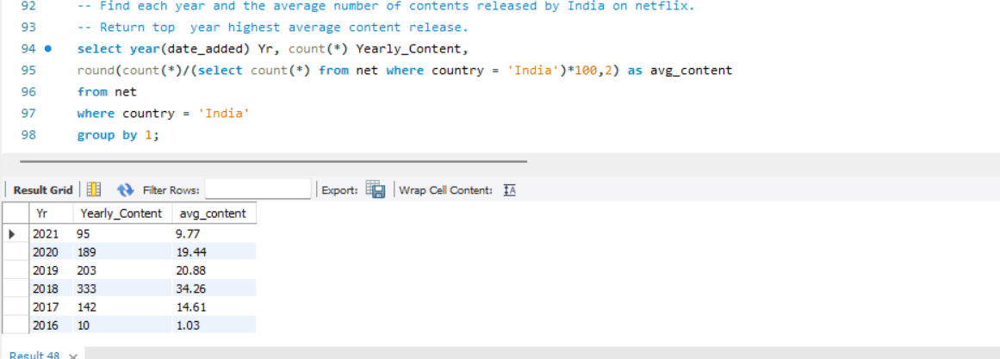 92 -- Find each year and the average number of contents released by India on netflix.
93 -- Return top  year highest average content release.
94 select year(date_added) Yr, count(*) Yearly_Content,
95 round(count(*)/(select count(*) from net where country = 'India')*100,2) as avg_content
96 from net
97 where country = 'India'
98 group by 1;
Result Grid Filter Rows: Export: Wrap Cell Content: IA
Yr Yearly_Content avg_content
2021 95 9.77
2020 189 19.44
2019 203 20.88
2018 333 34.26
2017 142 14.61
2016 10 1.03
Result 48 ×